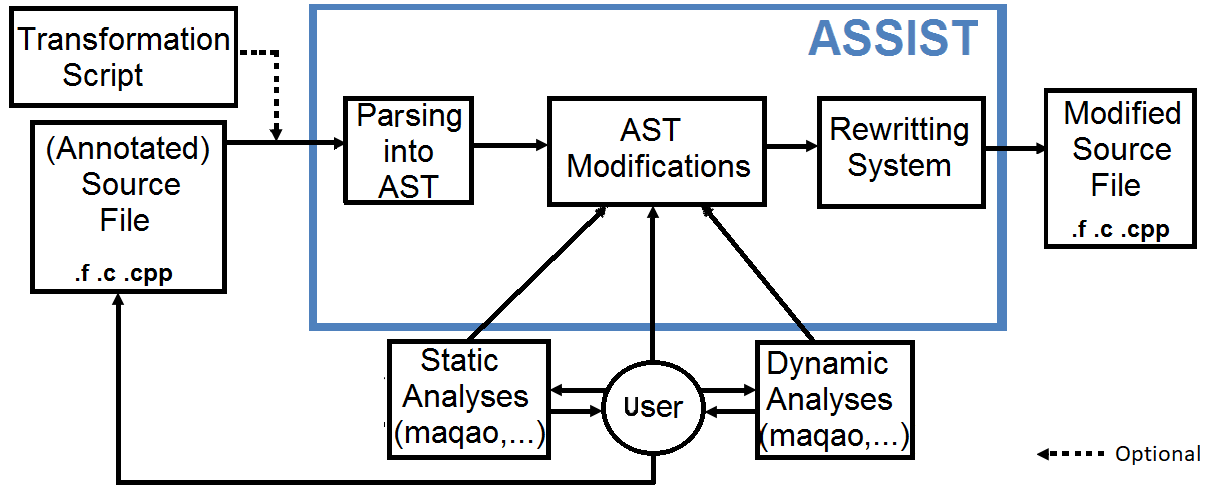 Transformation
Script
ASSIST
(Annotated)
Source
File
.f .c .cpp
Parsing
into
AST
AST
Modifications
Rewritting
System
Modified
Source
File
.f .c .cpp
Static
Analyses
(maqao,...)
User
Dynamic
Analyses
(maqao,...)
Optional